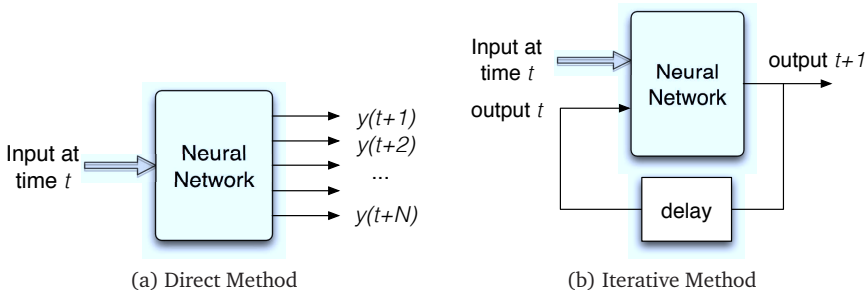 Input at
time t
Neural
Network
y(t+1)
y(t+2)
...
y(t+N)
(a) Direct Method
Input at
time t
output t
Neural
Network
output t+1
delay
(b) Iterative Method